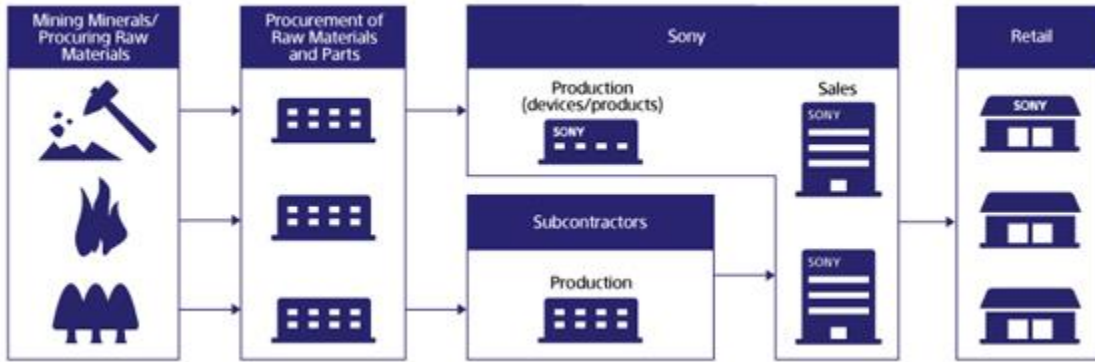 Mining Minerals/
Procuring Raw
Materials
Procurement of
Raw Materials
and Parts
Sony
Retail
Production
(devices/products)
SONY
Sales
SONY
SONY
Subcontractors
Production
SONY